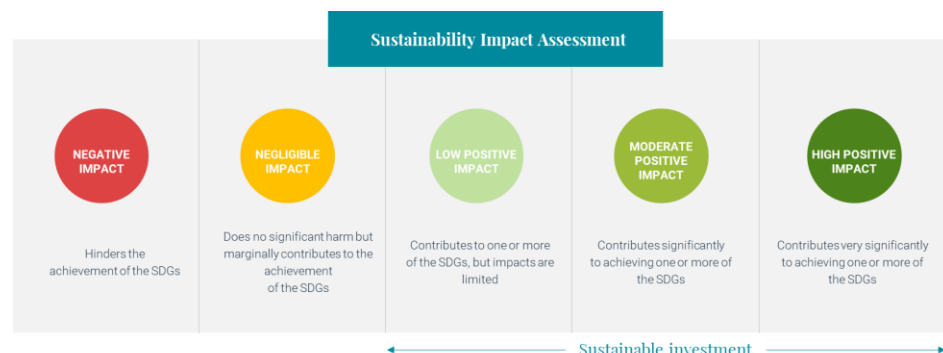 Sustainability Impact Assessment
NEGATIVE
IMPACT
Hinders the
achievement of the SDGs
NEGLIGIBLE
IMPACT
Does no significant harm but
marginally contributes to the
achievement
of the SDGs
LOW POSITIVE
IMPACT
Contributes to one or more
of the SDGs, but impacts are
limited
MODERATE
POSITIVE
IMPACT
Contributes significantly
to achieving one or more of
the SDGs
HIGH POSITIVE
IMPACT
Contributes very significantly
to achieving one or more of
the SDGs
Sustainable investment